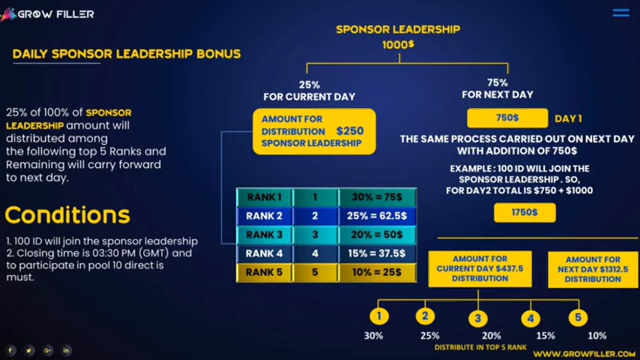 GROW FILLER
DAILY SPONSOR LEADERSHIP BONUS
25% of 100% of SPONSOR
LEADERSHIP amount will
distributed among
the following top 5 Ranks and
Remaining will carry forward
to next day.
Conditions
1. 100 ID will join the sponsor leadership
2. Closing time is 03:30 PM (GMT) and
to participate in pool 10 direct is
must.
SPONSOR LEADERSHIP
1000$
25%
FOR CURRENT DAY
AMOUNT FOR
DISTRIBUTION $250
SPONSOR LEADERSHIP
75%
FOR NEXT DAY
750$ DAY 1
THE SAME PROCESS CARRIED OUT ON NEXT DAY
WITH ADDITION OF 750$
EXAMPLE : 100 ID WILL JOIN THE
SPONSOR LEADERSHIP . SO,
FOR DAY2 TOTAL IS $750 + $1000
1750$
RANK 1 1 30% = 75$
RANK 2 2 25% = 62.5$
RANK 3 3 20% = 50$
RANK 4 4 15% = 37.5$
RANK 5 5 10% = 25$
AMOUNT FOR
CURRENT DAY $437.5
DISTRIBUTION
AMOUNT FOR
NEXT DAY $1312.5
DISTRIBUTION
1 2 3 4 5
30% 25% 20% 15% 10%
DISTRIBUTE IN TOP 5 RANK
WWW.GROWFILLER.COM